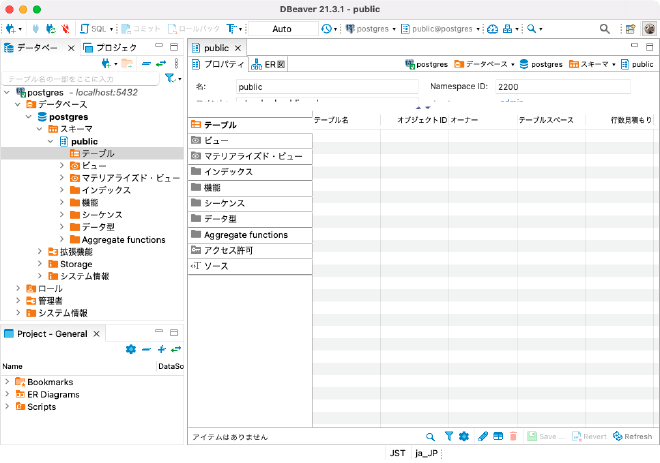 DBeaver 21.3.1 - public
SQL コミット ロールバック Auto postgres public@postgres
データベー プロジェク
テーブル名の一部をここに入力
postgres - localhost:5432
データベース
postgres
スキーマ
public
テーブル
ビュー
マテリアライズド・ビュー
インデックス
機能
シーケンス
データ型
Aggregate functions
拡張機能
Storage
システム情報
ロール
管理者
システム情報
Project - General
Name DataSo
Bookmarks
ER Diagrams
Scripts
public
プロパティ ER図 postgres データベース postgres スキーマ public
名: public Namespace ID: 2200
テーブル
ビュー
マテリアライズド・ビュー
インデックス
機能
シーケンス
データ型
Aggregate functions
アクセス許可
ソース
テーブル名 オブジェクトID オーナー テーブルスペース 行数見積もり
アイテムはありません Save ... Revert Refresh
JST ja_JP